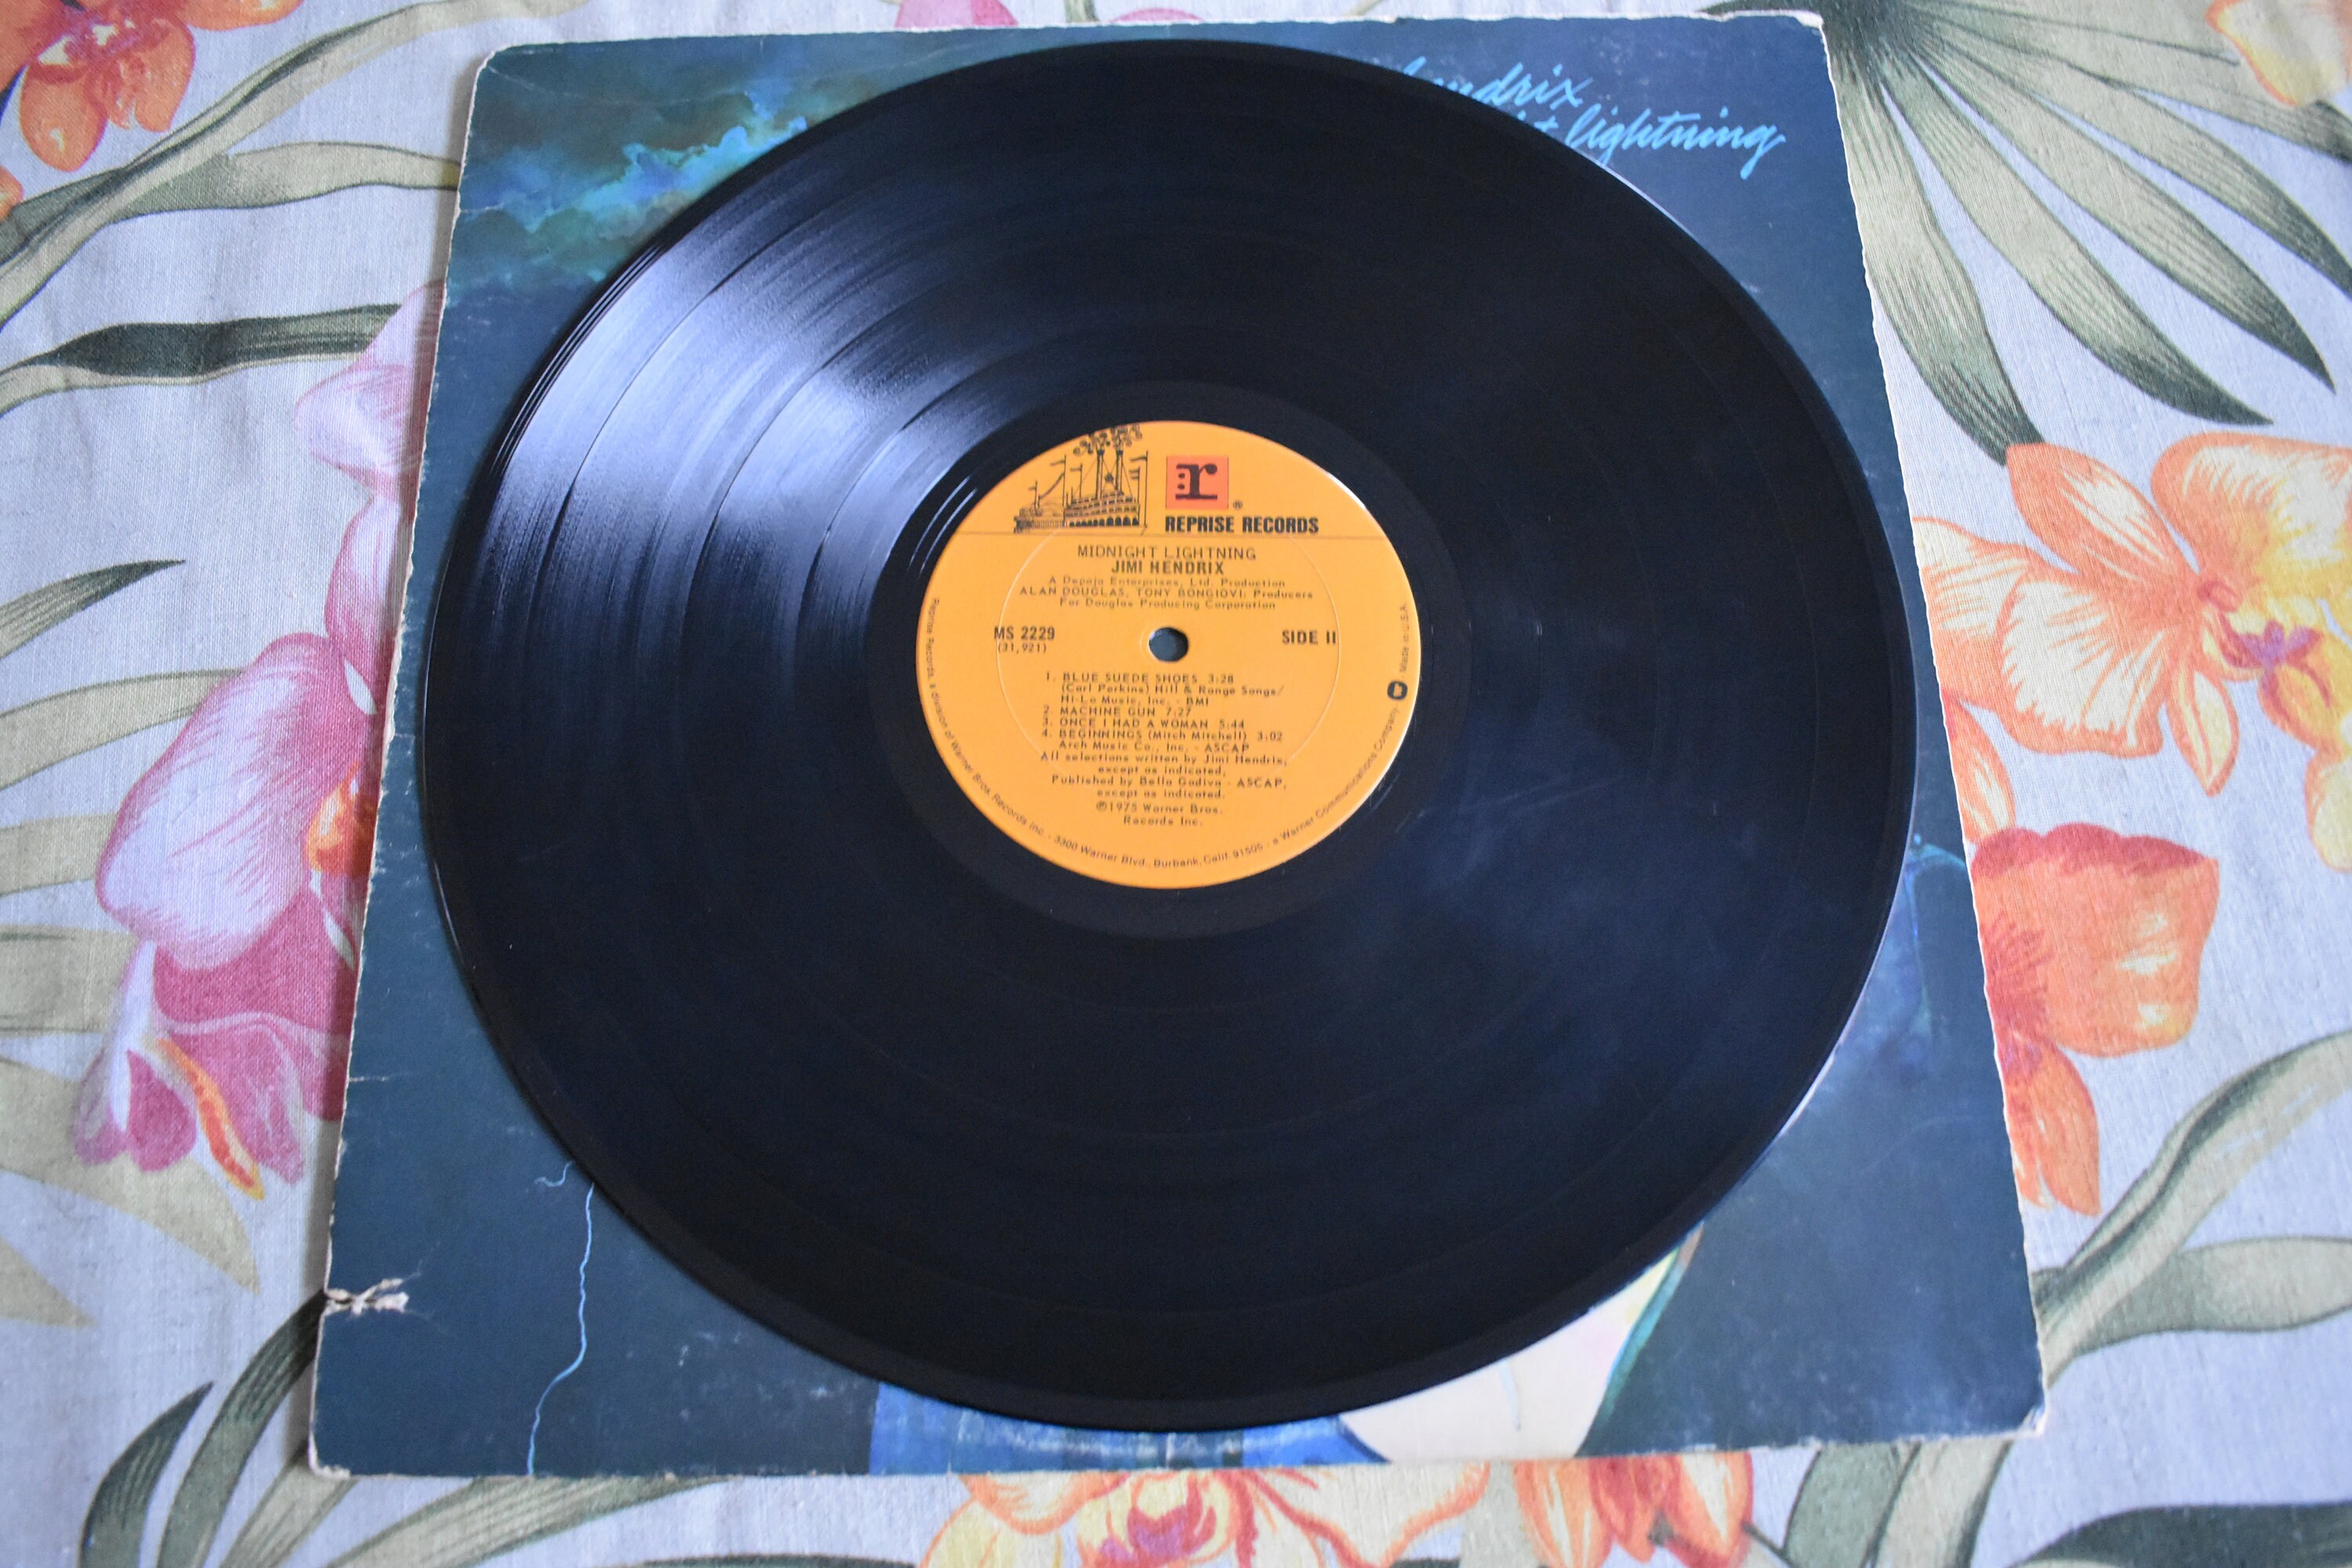 hendrix
lightning
r
®
REPRISE RECORDS
MIDNIGHT LIGHTNING
JIMI HENDRIX
A Depaja Enterprises, Ltd. Production
ALAN DOUGLAS, TONY BONGIOVI: Producers
For Douglas Producing Corporation
MS 2229 SIDE II
(31,921)
1. BLUE SUEDE SHOES 3:28
(Carl Perkins) Hill & Range Songs/
Hi-Lo Music, Inc. - BMI
2. MACHINE GUN 7:27
3. ONCE I HAD A WOMAN 5:44
4. BEGINNINGS (Mitch Mitchell) 3:02
Arch Music Co., Inc. - ASCAP
All selections written by Jimi Hendrix,
except as indicated.
Published by Bella Godiva - ASCAP,
except as indicated.
℗1975 Warner Bros.
Records Inc.
Reprise Records, a division of Warner Bros. Records Inc. - 3300 Warner Blvd., Burbank, Calif. 91505 - a Warner Communications Company
Made in U.S.A.